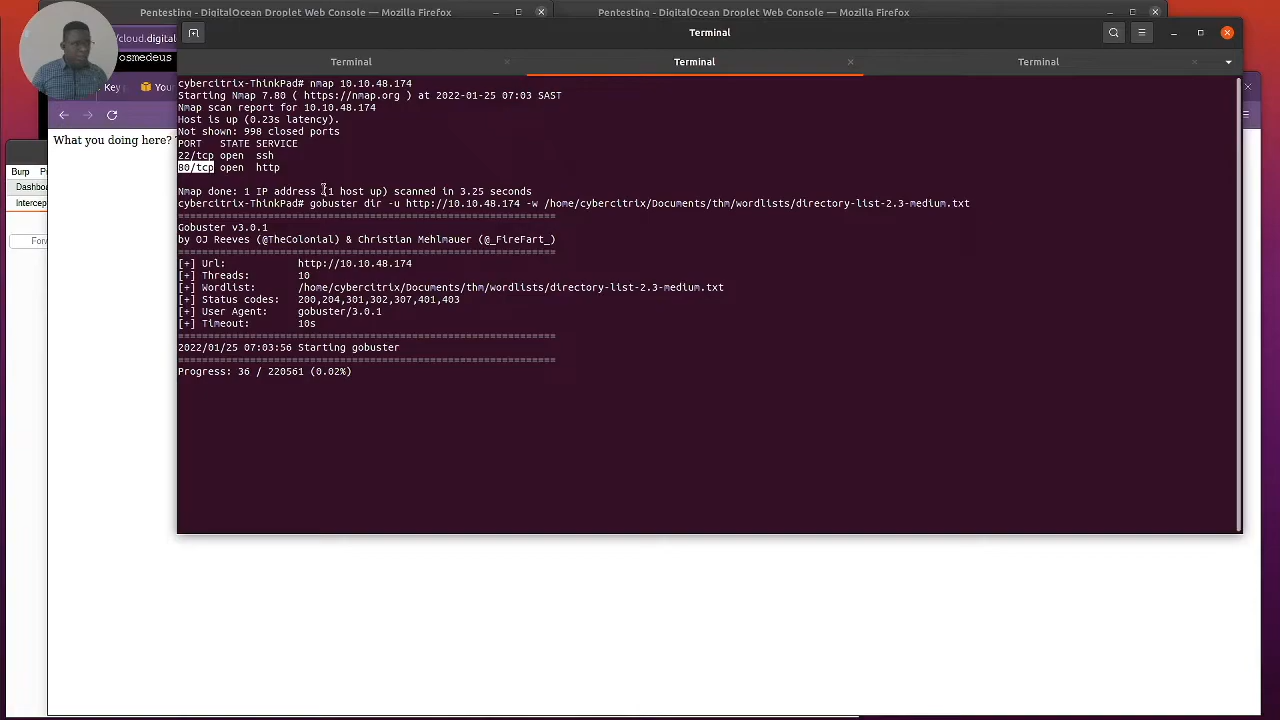 Pentesting - DigitalOcean Droplet Web Console — Mozilla Firefox
Pentesting - DigitalOcean Droplet Web Console — Mozilla Firefox
/cloud.digital
osmedeus
Key
You
What you doing here?
Burp
Dashbo
Intercep
Forw
Terminal
Terminal
Terminal
Terminal
cybercitrix-ThinkPad# nmap 10.10.48.174
Starting Nmap 7.80 ( https://nmap.org ) at 2022-01-25 07:03 SAST
Nmap scan report for 10.10.48.174
Host is up (0.23s latency).
Not shown: 998 closed ports
PORT   STATE SERVICE
22/tcp open  ssh
80/tcp open  http
Nmap done: 1 IP address (1 host up) scanned in 3.25 seconds
cybercitrix-ThinkPad# gobuster dir -u http://10.10.48.174 -w /home/cybercitrix/Documents/thm/wordlists/directory-list-2.3-medium.txt
===============================================================
Gobuster v3.0.1
by OJ Reeves (@TheColonial) & Christian Mehlmauer (@_FireFart_)
===============================================================
[+] Url:            http://10.10.48.174
[+] Threads:        10
[+] Wordlist:       /home/cybercitrix/Documents/thm/wordlists/directory-list-2.3-medium.txt
[+] Status codes:   200,204,301,302,307,401,403
[+] User Agent:     gobuster/3.0.1
[+] Timeout:        10s
===============================================================
2022/01/25 07:03:56 Starting gobuster
===============================================================
Progress: 36 / 220561 (0.02%)